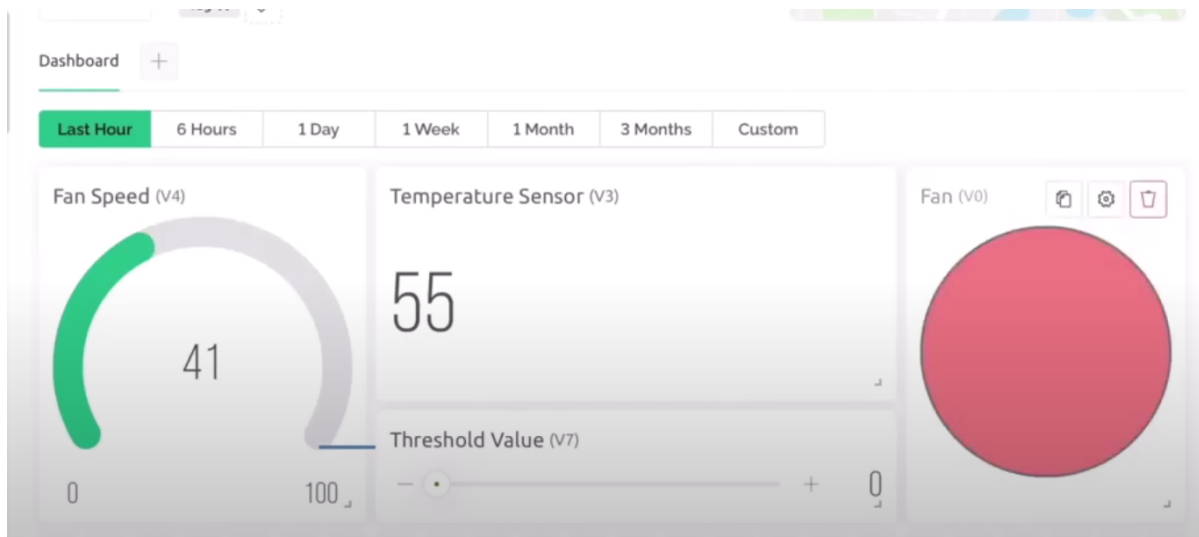 Dashboard +
Last Hour 6 Hours 1 Day 1 Week 1 Month 3 Months Custom
Fan Speed (V4)
41
0 100
Temperature Sensor (V3)
55
Threshold Value (V7)
− + 0
Fan (V0)